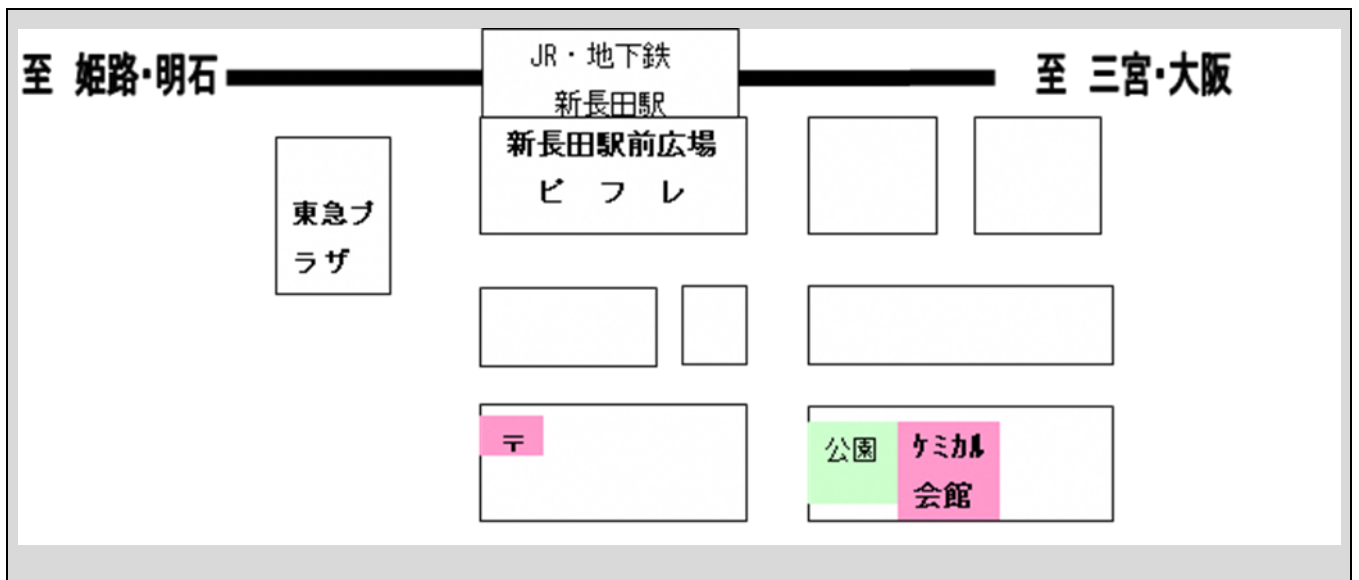 至 姫路・明石
JR・地下鉄
新長田駅
至 三宮・大阪
新長田駅前広場
ピフレ
東急プ
ラザ
〒
公園
ケミカル
会館